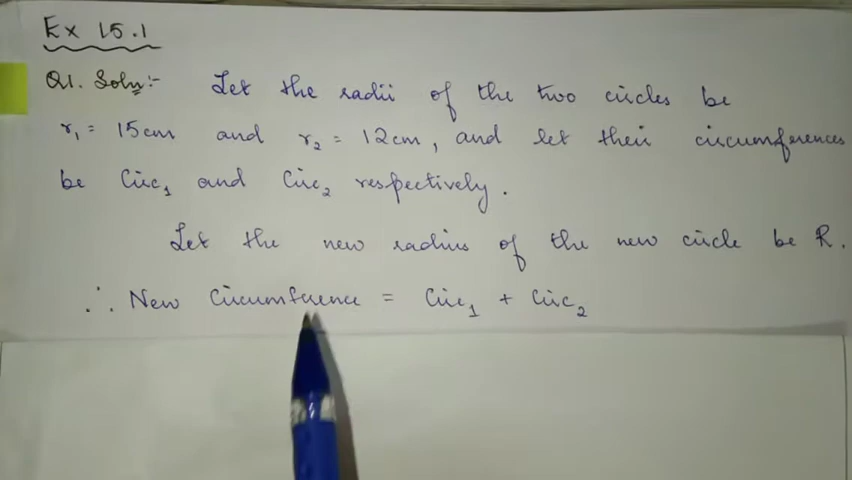 Ex 15.1
Q1. Soln:- Let the radii of the two circles be
r₁ = 15cm and r₂ = 12cm, and let their circumferences
be Circ₁ and Circ₂ respectively.
Let the new radius of the new circle be R.
∴ New Circumference = Circ₁ + Circ₂